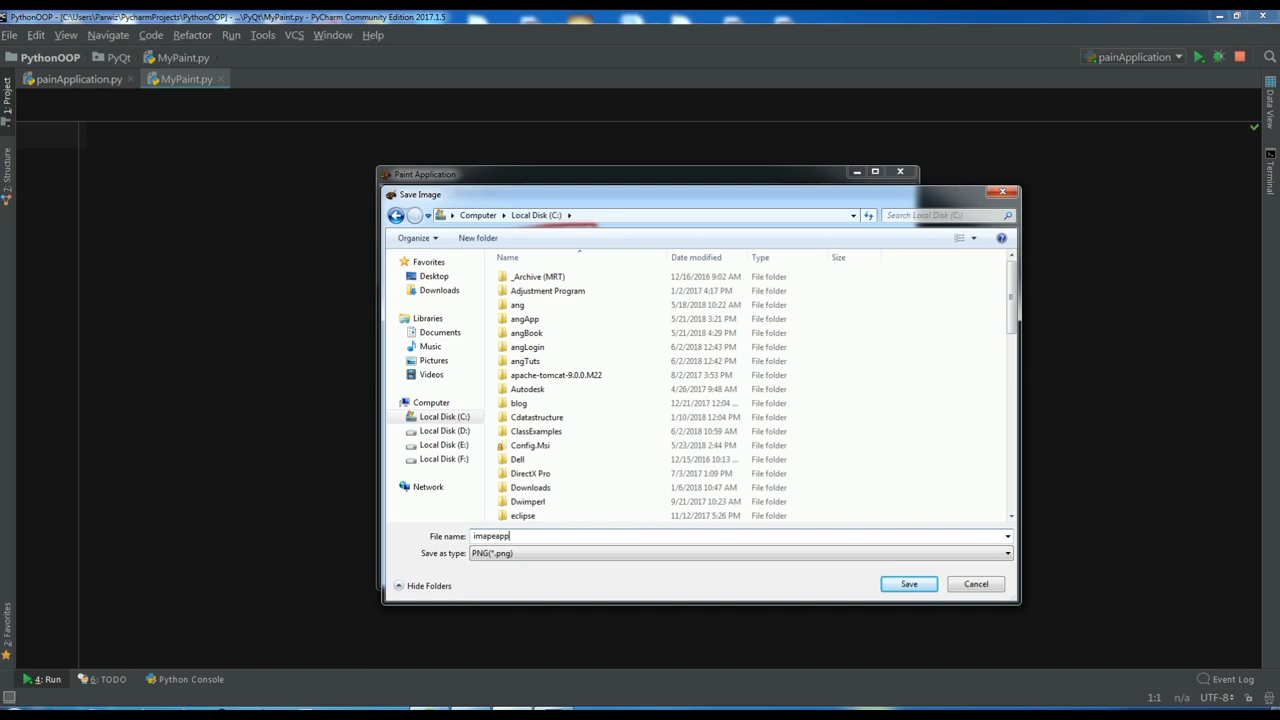 PythonOOP - [C:\Users\Parwiz\PycharmProjects\PythonOOP] - ...\PyQt\MyPaint.py - PyCharm Community Edition 2017.1.5
File Edit View Navigate Code Refactor Run Tools VCS Window Help
PythonOOP PyQt MyPaint.py painApplication
painApplication.py MyPaint.py
1: Project
7: Structure
2: Favorites
Data View
Terminal
Paint Application
Save Image
Computer Local Disk (C:) Search Local Disk (C:)
Organize New folder
Favorites
Desktop
Downloads
Libraries
Documents
Music
Pictures
Videos
Computer
Local Disk (C:)
Local Disk (D:)
Local Disk (E:)
Local Disk (F:)
Network
Name Date modified Type Size
_Archive (MRT) 12/16/2016 9:02 AM File folder
Adjustment Program 1/2/2017 4:17 PM File folder
ang 5/18/2018 10:22 AM File folder
angApp 5/21/2018 3:21 PM File folder
angBook 5/21/2018 4:29 PM File folder
angLogin 6/2/2018 12:43 PM File folder
angTuts 6/2/2018 12:42 PM File folder
apache-tomcat-9.0.0.M22 8/2/2017 3:53 PM File folder
Autodesk 4/26/2017 9:48 AM File folder
blog 12/21/2017 12:04 ... File folder
Cdatastructure 1/10/2018 12:04 PM File folder
ClassExamples 6/2/2018 10:59 AM File folder
Config.Msi 5/23/2018 2:44 PM File folder
Dell 12/15/2016 10:13 ... File folder
DirectX Pro 7/3/2017 1:09 PM File folder
Downloads 1/6/2018 10:47 AM File folder
Dwimperl 9/21/2017 10:23 AM File folder
eclipse 11/12/2017 5:26 PM File folder
File name: imapeapp
Save as type: PNG(*.png)
Hide Folders Save Cancel
4: Run 6: TODO Python Console Event Log
1:1 n/a UTF-8